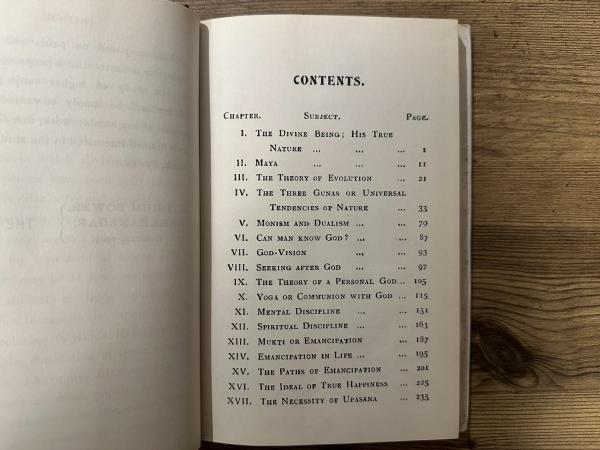 CONTENTS.
CHAPTER. SUBJECT. PAGE.
I. THE DIVINE BEING; HIS TRUE
NATURE ... ... ... 1
II. MAYA ... ... ... 11
III. THE THEORY OF EVOLUTION ... 21
IV. THE THREE GUNAS OR UNIVERSAL
TENDENCIES OF NATURE ... 33
V. MONISM AND DUALISM ... 79
VI. CAN MAN KNOW GOD? ... ... 87
VII. GOD-VISION ... ... 93
VIII. SEEKING AFTER GOD ... ... 97
IX. THE THEORY OF A PERSONAL GOD... 105
X. YOGA OR COMMUNION WITH GOD ... 115
XI. MENTAL DISCIPLINE ... ... 151
XII. SPIRITUAL DISCIPLINE ... ... 163
XIII. MUKTI OR EMANCIPATION ... 187
XIV. EMANCIPATION IN LIFE ... ... 195
XV. THE PATHS OF EMANCIPATION ... 201
XVI. THE IDEAL OF TRUE HAPPINESS ... 225
XVII. THE NECESSITY OF UPASANA ... 235